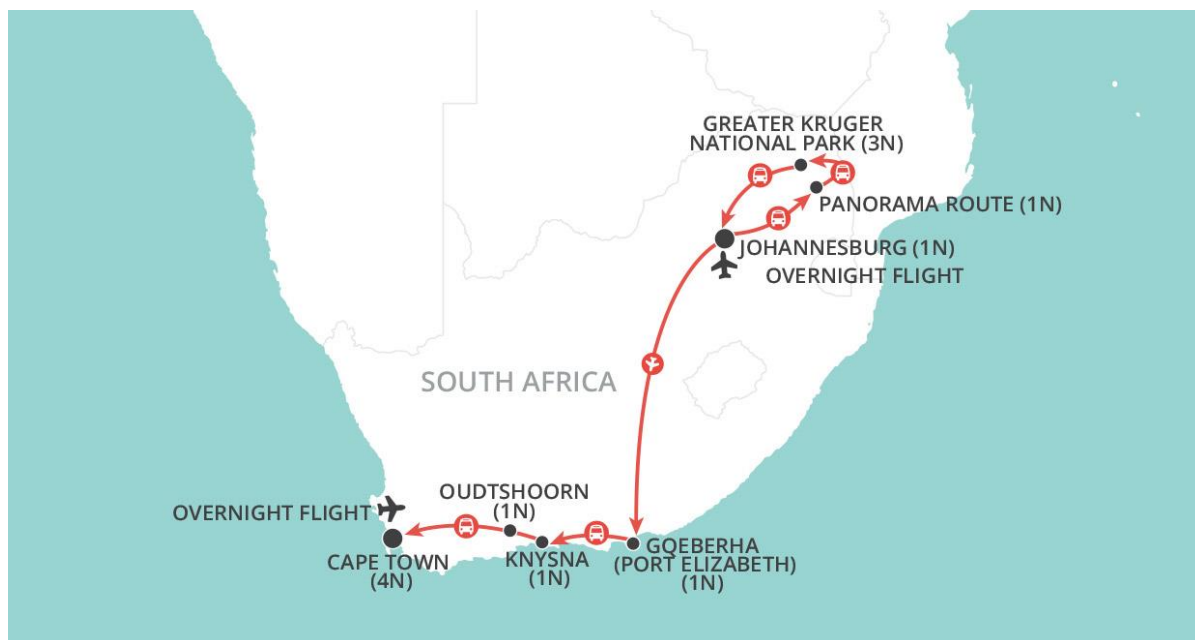 GREATER KRUGER
NATIONAL PARK (3N)
PANORAMA ROUTE (1N)
JOHANNESBURG (1N)
OVERNIGHT FLIGHT
SOUTH AFRICA
OUDTSHOORN
(1N)
OVERNIGHT FLIGHT
CAPE TOWN
(4N)
KNYSNA
(1N)
GQEBERHA
(PORT ELIZABETH)
(1N)